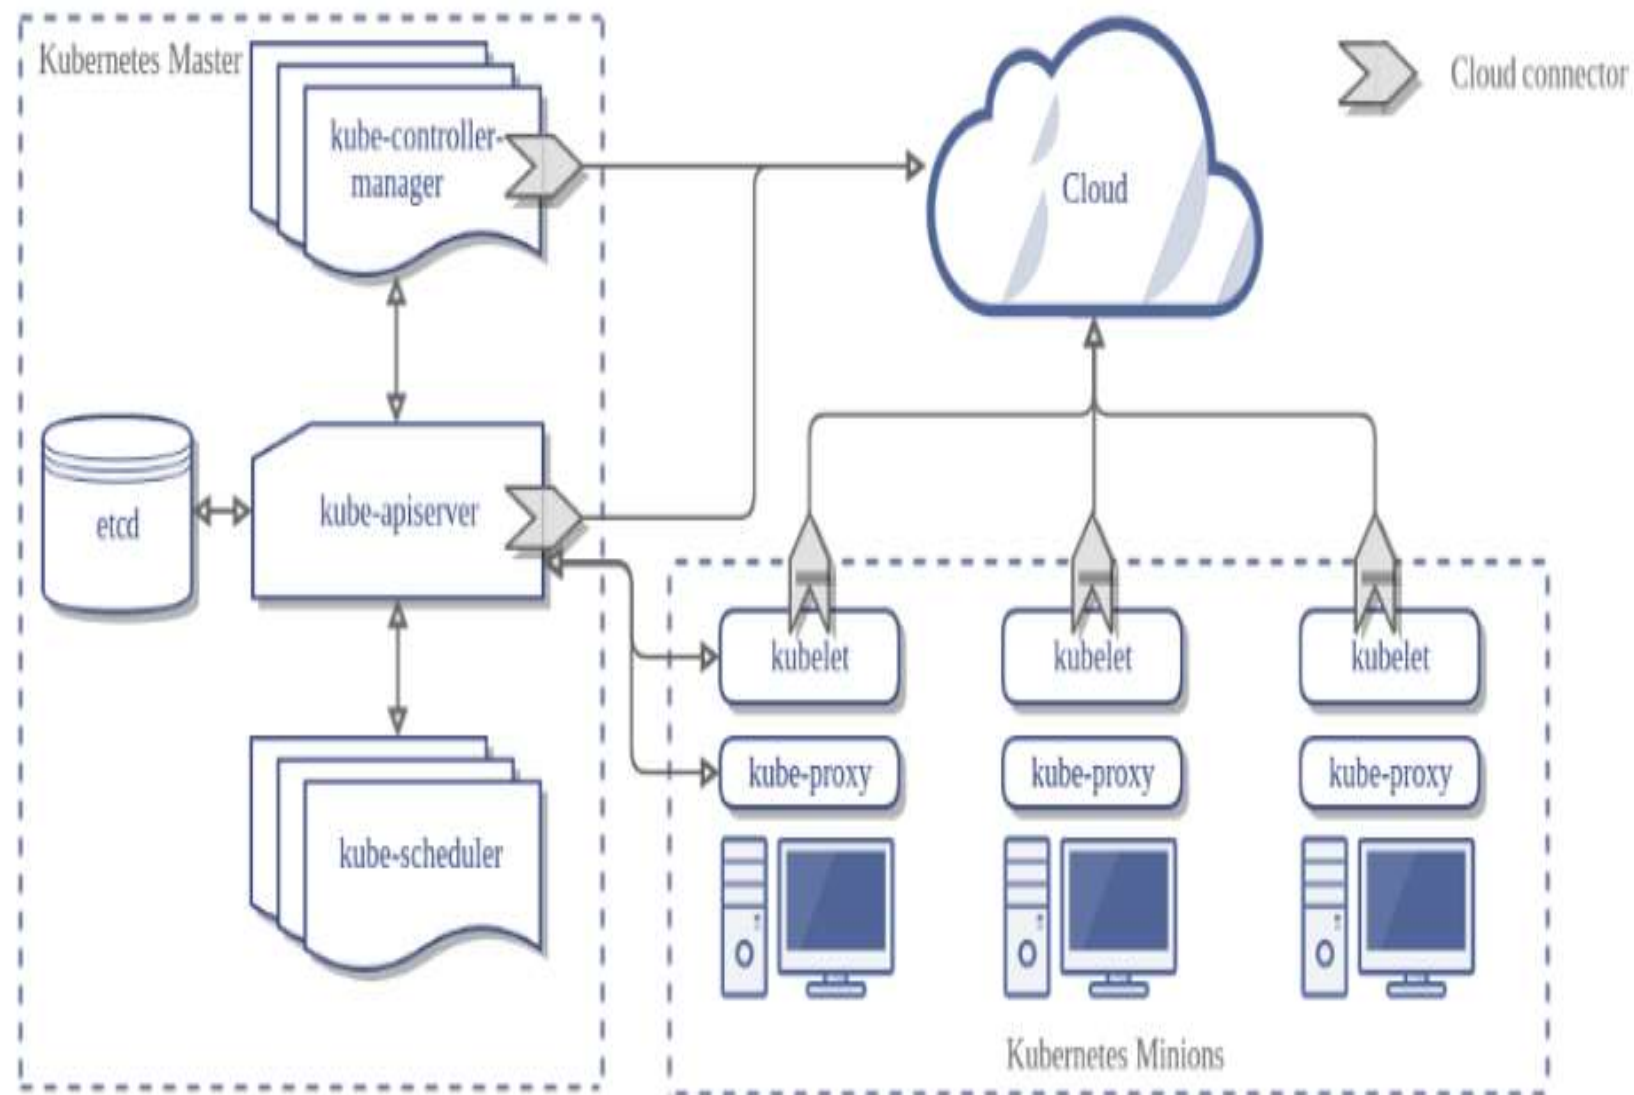 Kubernetes Master
kube-controller-
manager
Cloud
Cloud connector
etcd
kube-apiserver
kube-scheduler
kubelet
kubelet
kubelet
kube-proxy
kube-proxy
kube-proxy
Kubernetes Minions